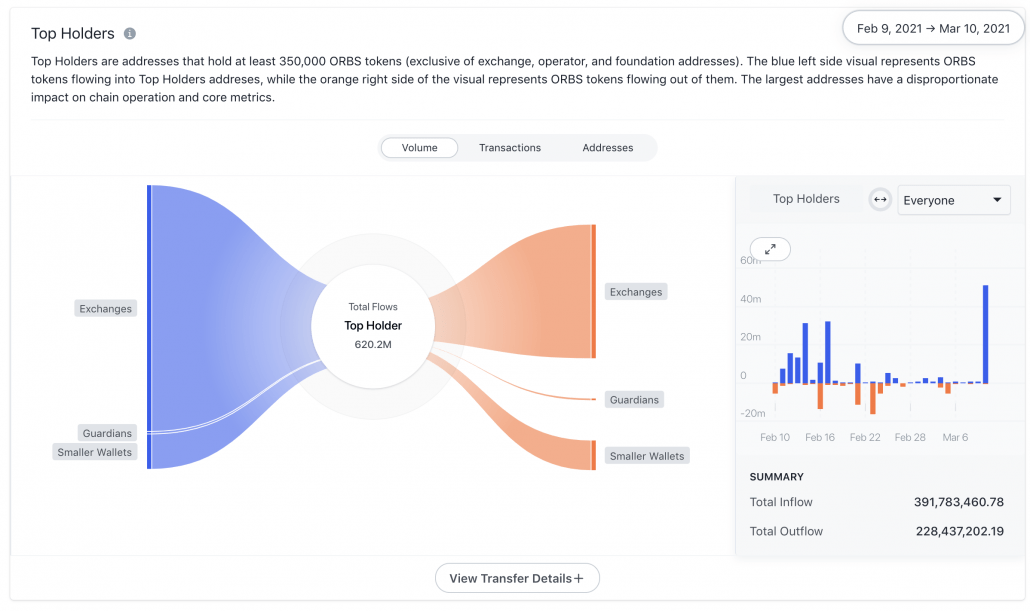 Top Holders
Feb 9, 2021 → Mar 10, 2021
Top Holders are addresses that hold at least 350,000 ORBS tokens (exclusive of exchange, operator, and foundation addresses). The blue left side visual represents ORBS
tokens flowing into Top Holders addreses, while the orange right side of the visual represents ORBS tokens flowing out of them. The largest addresses have a disproportionate
impact on chain operation and core metrics.
Volume
Transactions
Addresses
Exchanges
Guardians
Smaller Wallets
Total Flows
Top Holder
620.2M
Exchanges
Guardians
Smaller Wallets
Top Holders
Everyone
60m
40m
20m
0
-20m
Feb 10 Feb 16 Feb 22 Feb 28 Mar 6
SUMMARY
Total Inflow 391,783,460.78
Total Outflow 228,437,202.19
View Transfer Details+